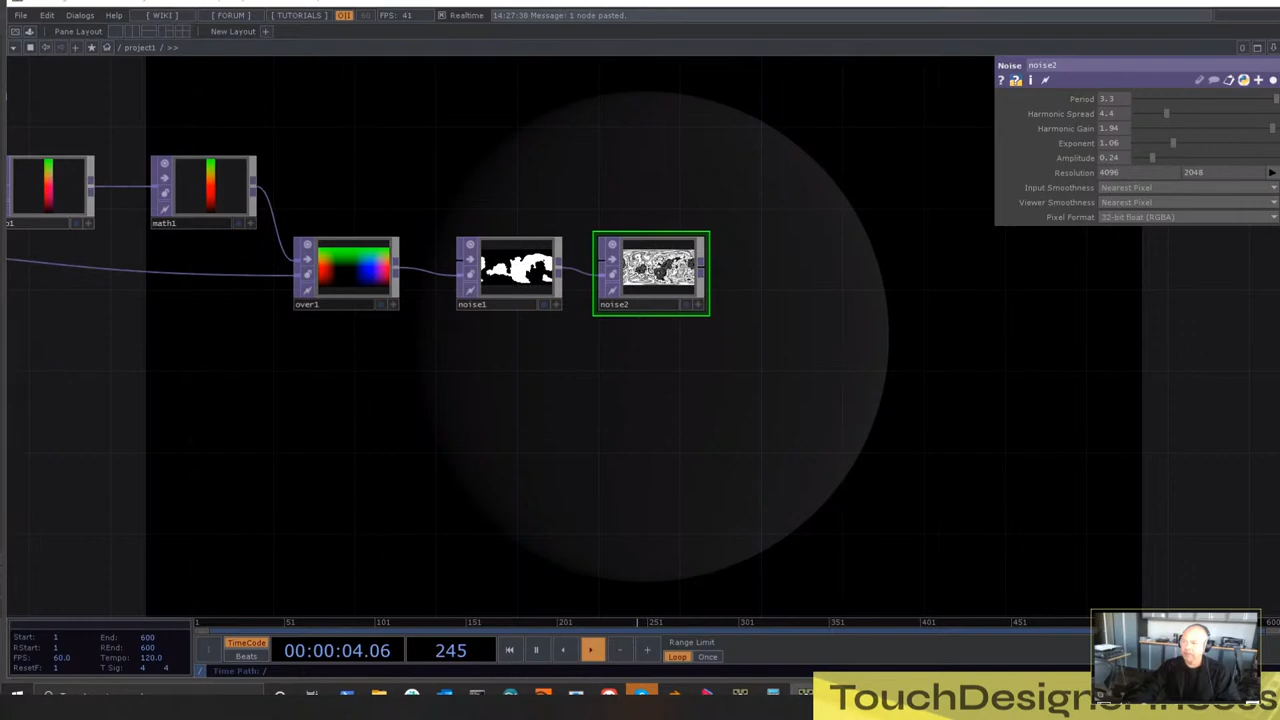 File Edit Dialogs Help [ WIKI ] [ FORUM ] [ TUTORIALS ] O|I 60 FPS: 41 Realtime 14:27:38 Message: 1 node pasted.
Pane Layout New Layout +
/ project1 / >>
Noise noise2
? i
Period 3.3
Harmonic Spread 4.4
Harmonic Gain 1.94
Exponent 1.06
Amplitude 0.24
Resolution 4096 2048
Input Smoothness Nearest Pixel
Viewer Smoothness Nearest Pixel
Pixel Format 32-bit float (RGBA)
math1
over1
noise1
noise2
1 51 101 151 201 251 301 351 401 451
Start: 1 End: 600
RStart: 1 REnd: 600
FPS: 60.0 Tempo: 120.0
ResetF: 1 T Sig: 4 4
TimeCode
Beats
00:00:04.06
245
Range Limit
Loop Once
/ Time Path: /